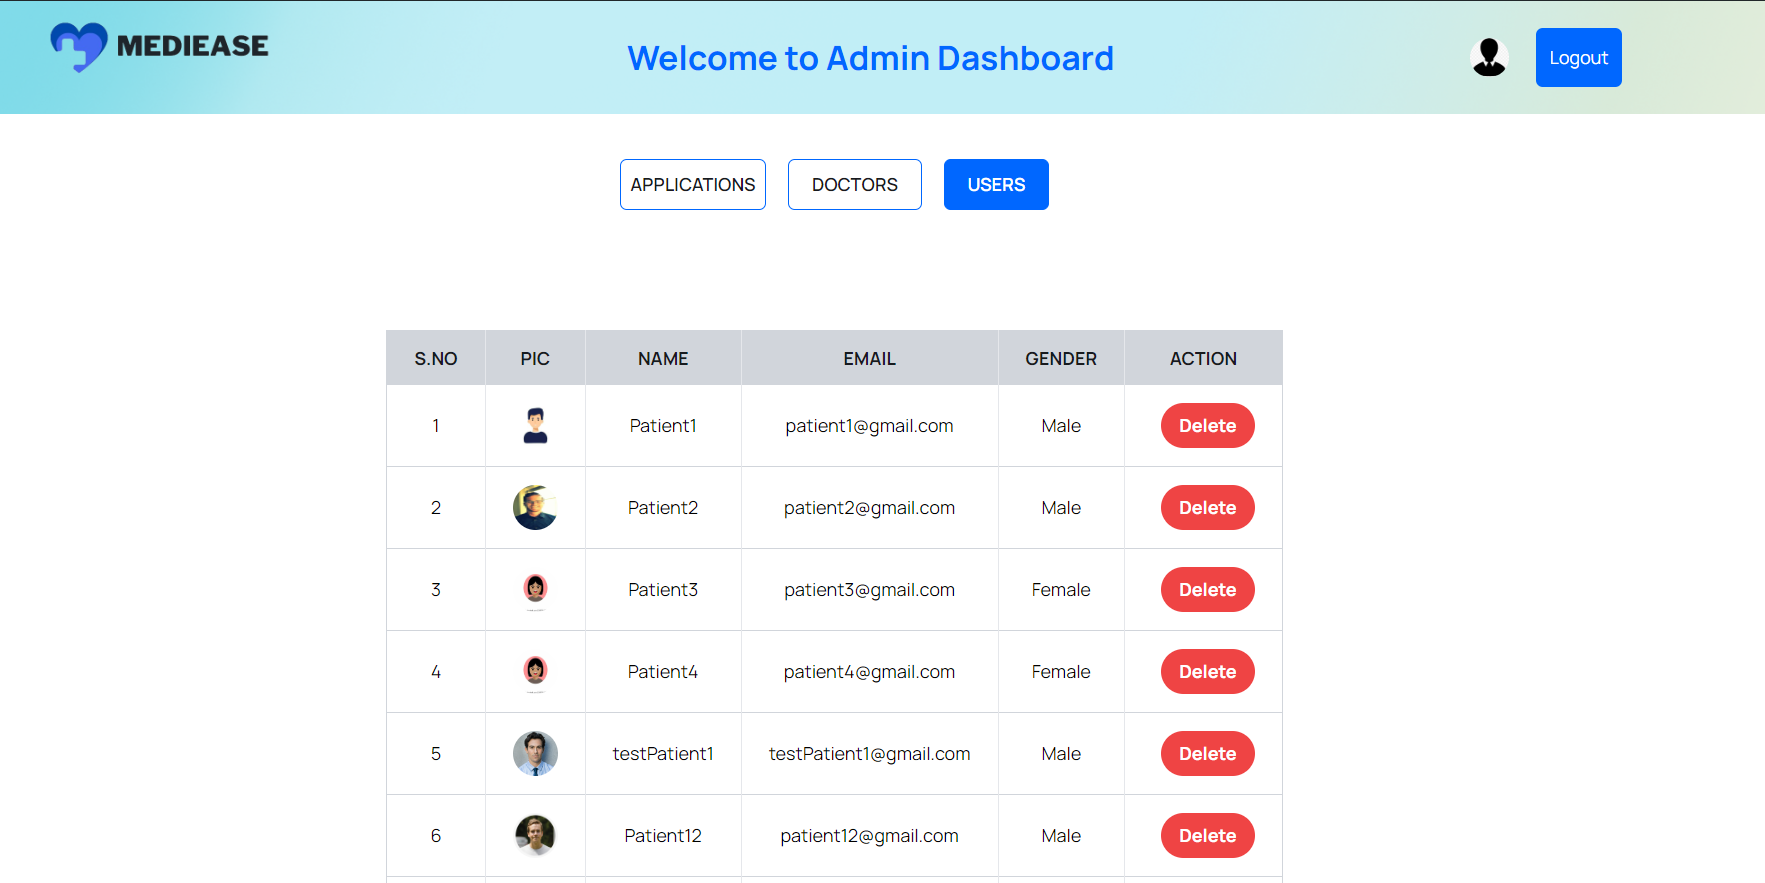 MEDIEASE
Welcome to Admin Dashboard
Logout
APPLICATIONS DOCTORS USERS
S.NO PIC NAME EMAIL GENDER ACTION
1 Patient1 patient1@gmail.com Male Delete
2 Patient2 patient2@gmail.com Male Delete
3 Patient3 patient3@gmail.com Female Delete
4 Patient4 patient4@gmail.com Female Delete
5 testPatient1 testPatient1@gmail.com Male Delete
6 Patient12 patient12@gmail.com Male Delete